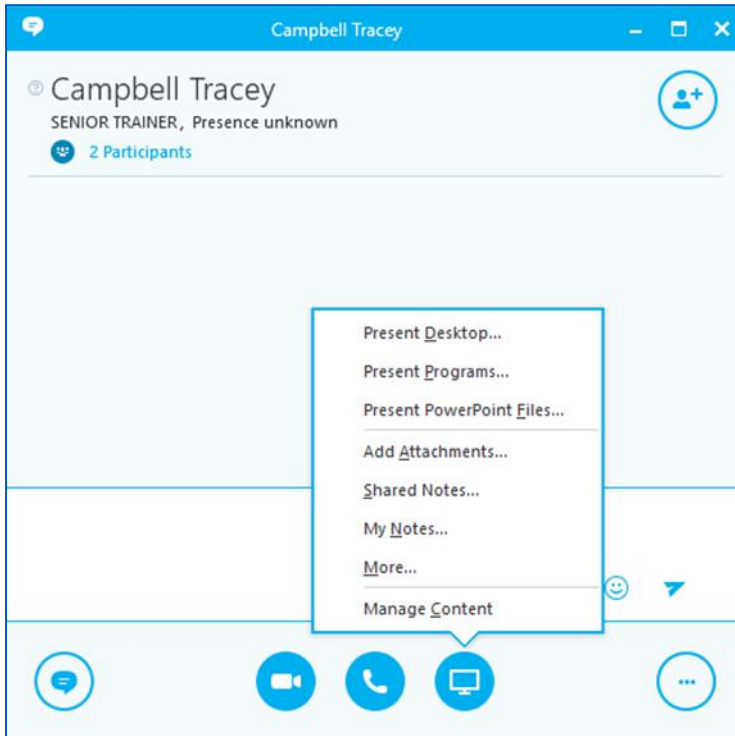 Campbell Tracey
Campbell Tracey
SENIOR TRAINER, Presence unknown
2 Participants
Present Desktop...
Present Programs...
Present PowerPoint Files...
Add Attachments...
Shared Notes...
My Notes...
More...
Manage Content